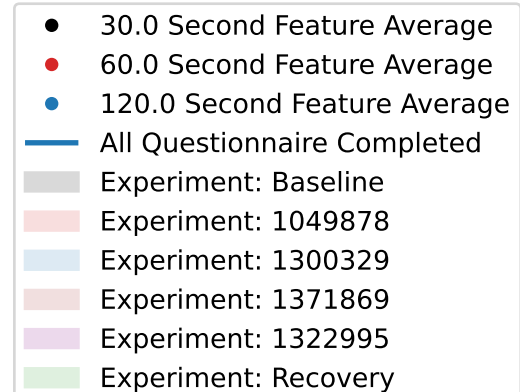 30.0 Second Feature Average
60.0 Second Feature Average
120.0 Second Feature Average
All Questionnaire Completed
Experiment: Baseline
Experiment: 1049878
Experiment: 1300329
Experiment: 1371869
Experiment: 1322995
Experiment: Recovery